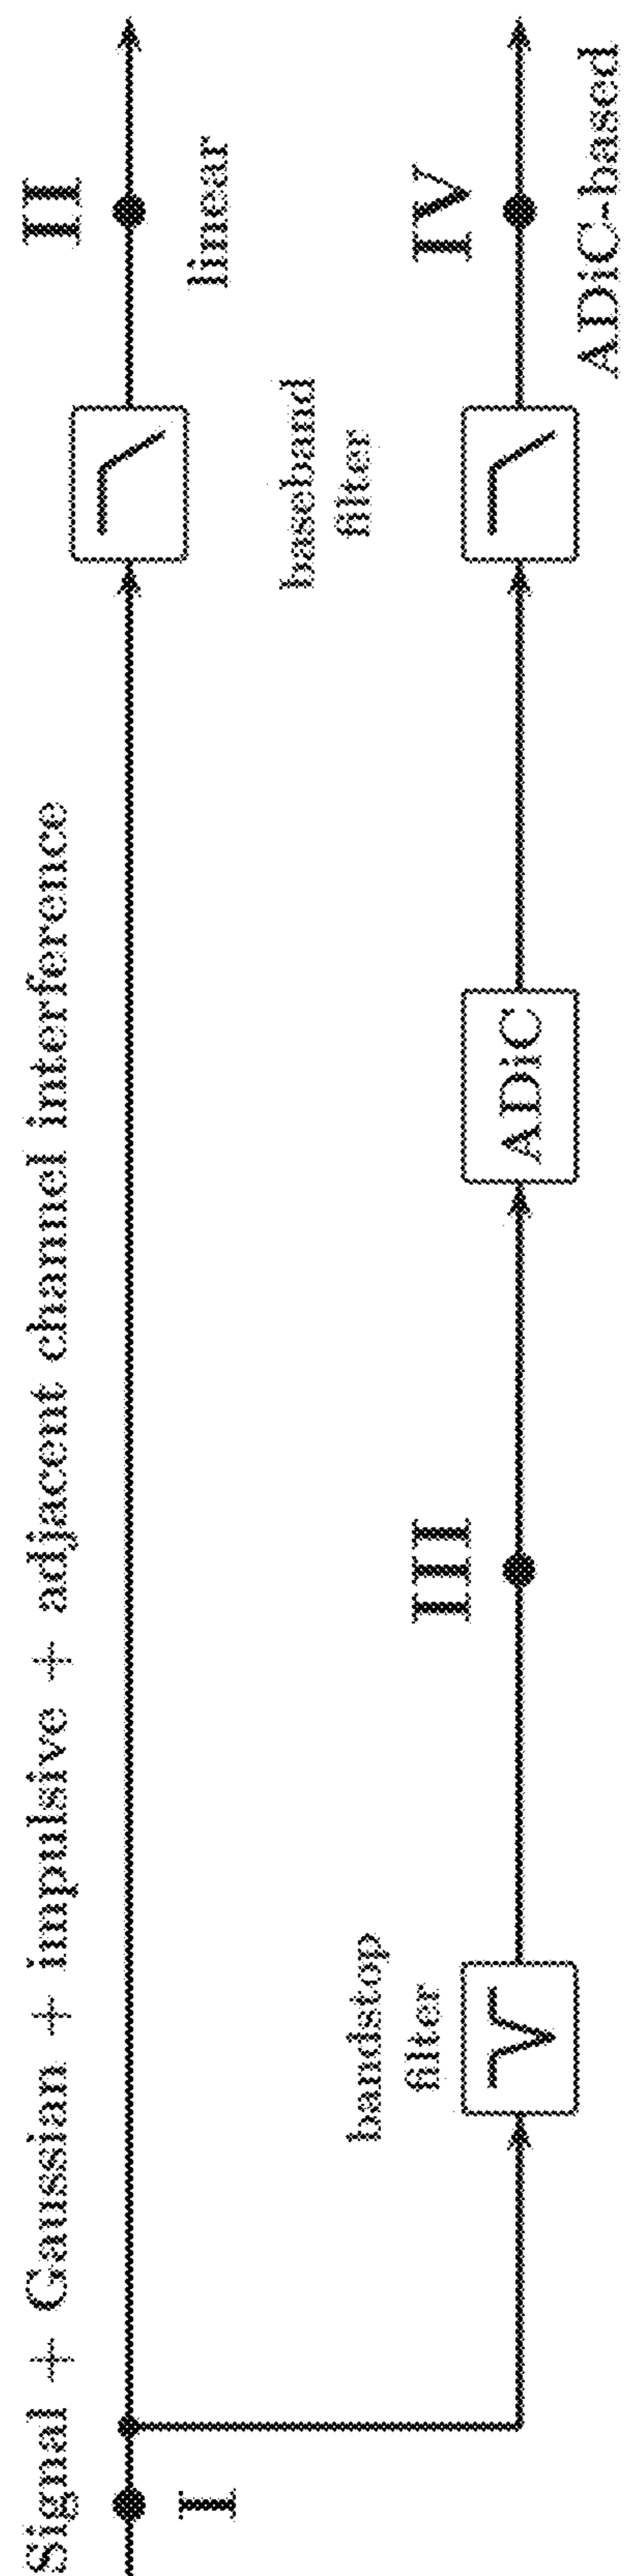 Signal + Gaussian + impulsive + adjacent channel interference
I
II
linear
baseband
filter
bandstop
filter
III
ADiC
IV
ADiC-based